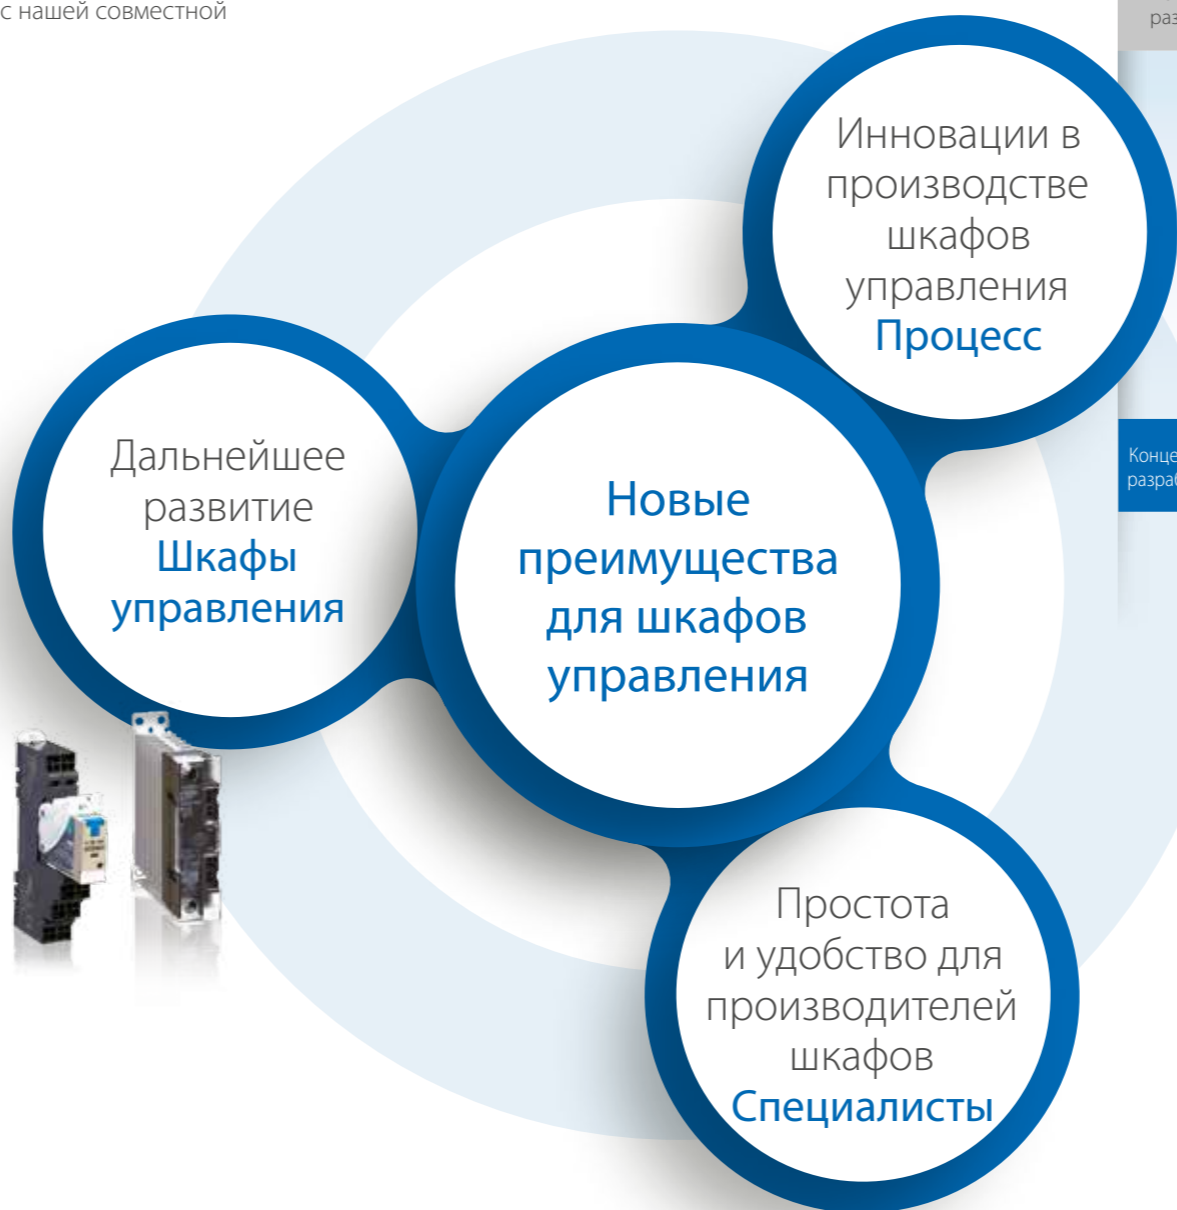 с нашей совместной
Инновации в
производстве
шкафов
управления
Процесс
Дальнейшее
развитие
Шкафы
управления
Новые
преимущества
для шкафов
управления
Простота
и удобство для
производителей
шкафов
Специалисты